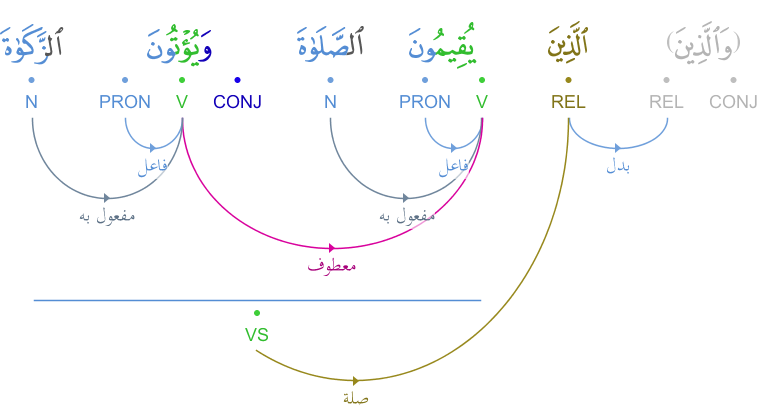 (وَٱلَّذِينَ) ٱلَّذِينَ يُقِيمُونَ ٱلصَّلَوٰةَ وَيُؤْتُونَ ٱلزَّكَوٰةَ
CONJ REL REL V PRON N CONJ V PRON N
بدل فاعل فاعل
مفعول به مفعول به
معطوف
VS
صلة